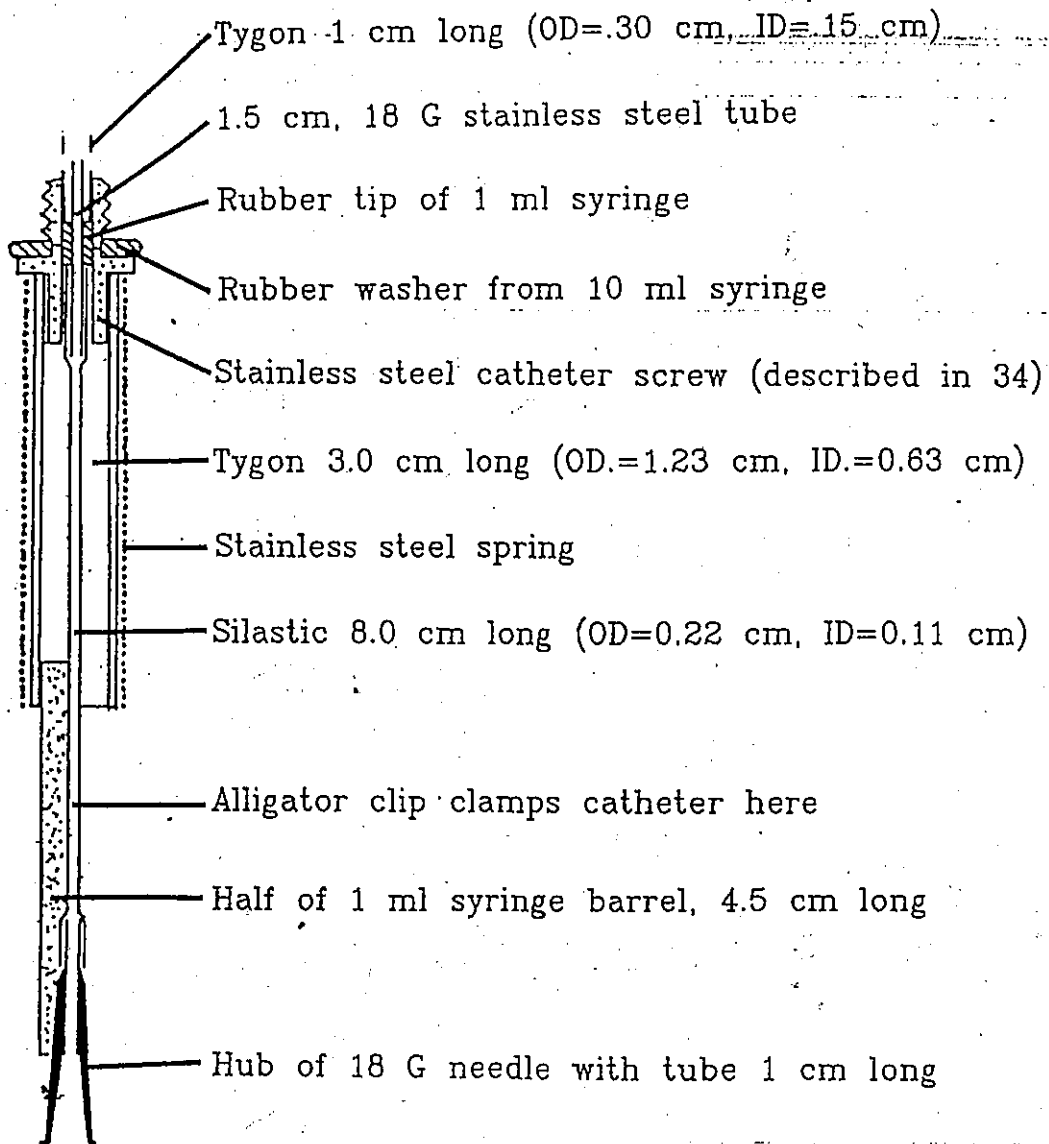 Tygon 1 cm long (OD=.30 cm, ID=.15 cm)
1.5 cm, 18 G stainless steel tube
Rubber tip of 1 ml syringe
Rubber washer from 10 ml syringe
Stainless steel catheter screw (described in 34)
Tygon 3.0 cm long (OD.=1.23 cm, ID.=0.63 cm)
Stainless steel spring
Silastic 8.0 cm long (OD=0.22 cm, ID=0.11 cm)
Alligator clip clamps catheter here
Half of 1 ml syringe barrel, 4.5 cm long
Hub of 18 G needle with tube 1 cm long